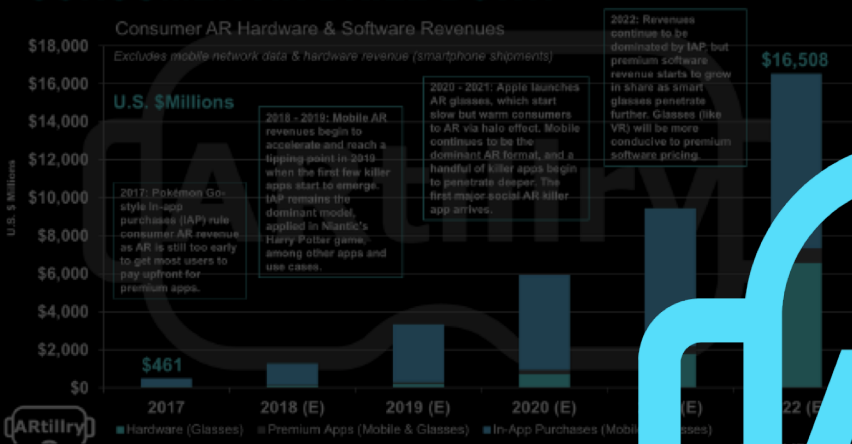 Consumer AR Hardware & Software Revenues
Excludes mobile network data & hardware revenue (smartphone shipments)
U.S. $Millions
U.S. $ Millions
$18,000
$16,000
$14,000
$12,000
$10,000
$8,000
$6,000
$4,000
$2,000
$0
2017: Pokémon Go-
style in-app
purchases (IAP) rule
consumer AR revenue
as AR is still too early
to get most users to
pay upfront for
premium apps.
2018 - 2019: Mobile AR
revenues begin to
accelerate and reach a
tipping point in 2019
when the first few killer
apps start to emerge.
IAP remains the
dominant model,
applied in Niantic's
Harry Potter game,
among other apps and
use cases.
2020 - 2021: Apple launches
AR glasses, which start
slow but warm consumers
to AR via halo effect. Mobile
continues to be the
dominant AR format, and a
handful of killer apps begin
to penetrate deeper. The
first major social AR killer
app arrives.
2022: Revenues
continue to be
dominated by IAP, but
premium software
revenue starts to grow
in share as smart
glasses penetrate
further. Glasses (like
VR) will be more
conducive to premium
software pricing.
$461
$16,508
ARtillry
2017
2018 (E)
2019 (E)
2020 (E)
(E)
22 (E
ARtillry
Hardware (Glasses)
Premium Apps (Mobile & Glasses)
In-App Purchases (Mobil
sses)